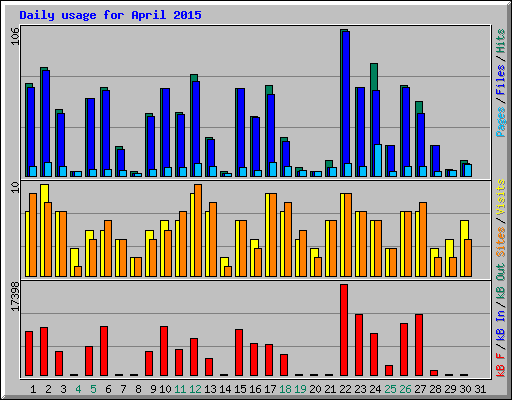 Daily usage for April 2015
106
Pages / Files / Hits
10
Sites / Visits
17398
kB F / kB In / kB Out
1 2 3 4 5 6 7 8 9 10 11 12 13 14 15 16 17 18 19 20 21 22 23 24 25 26 27 28 29 30 31